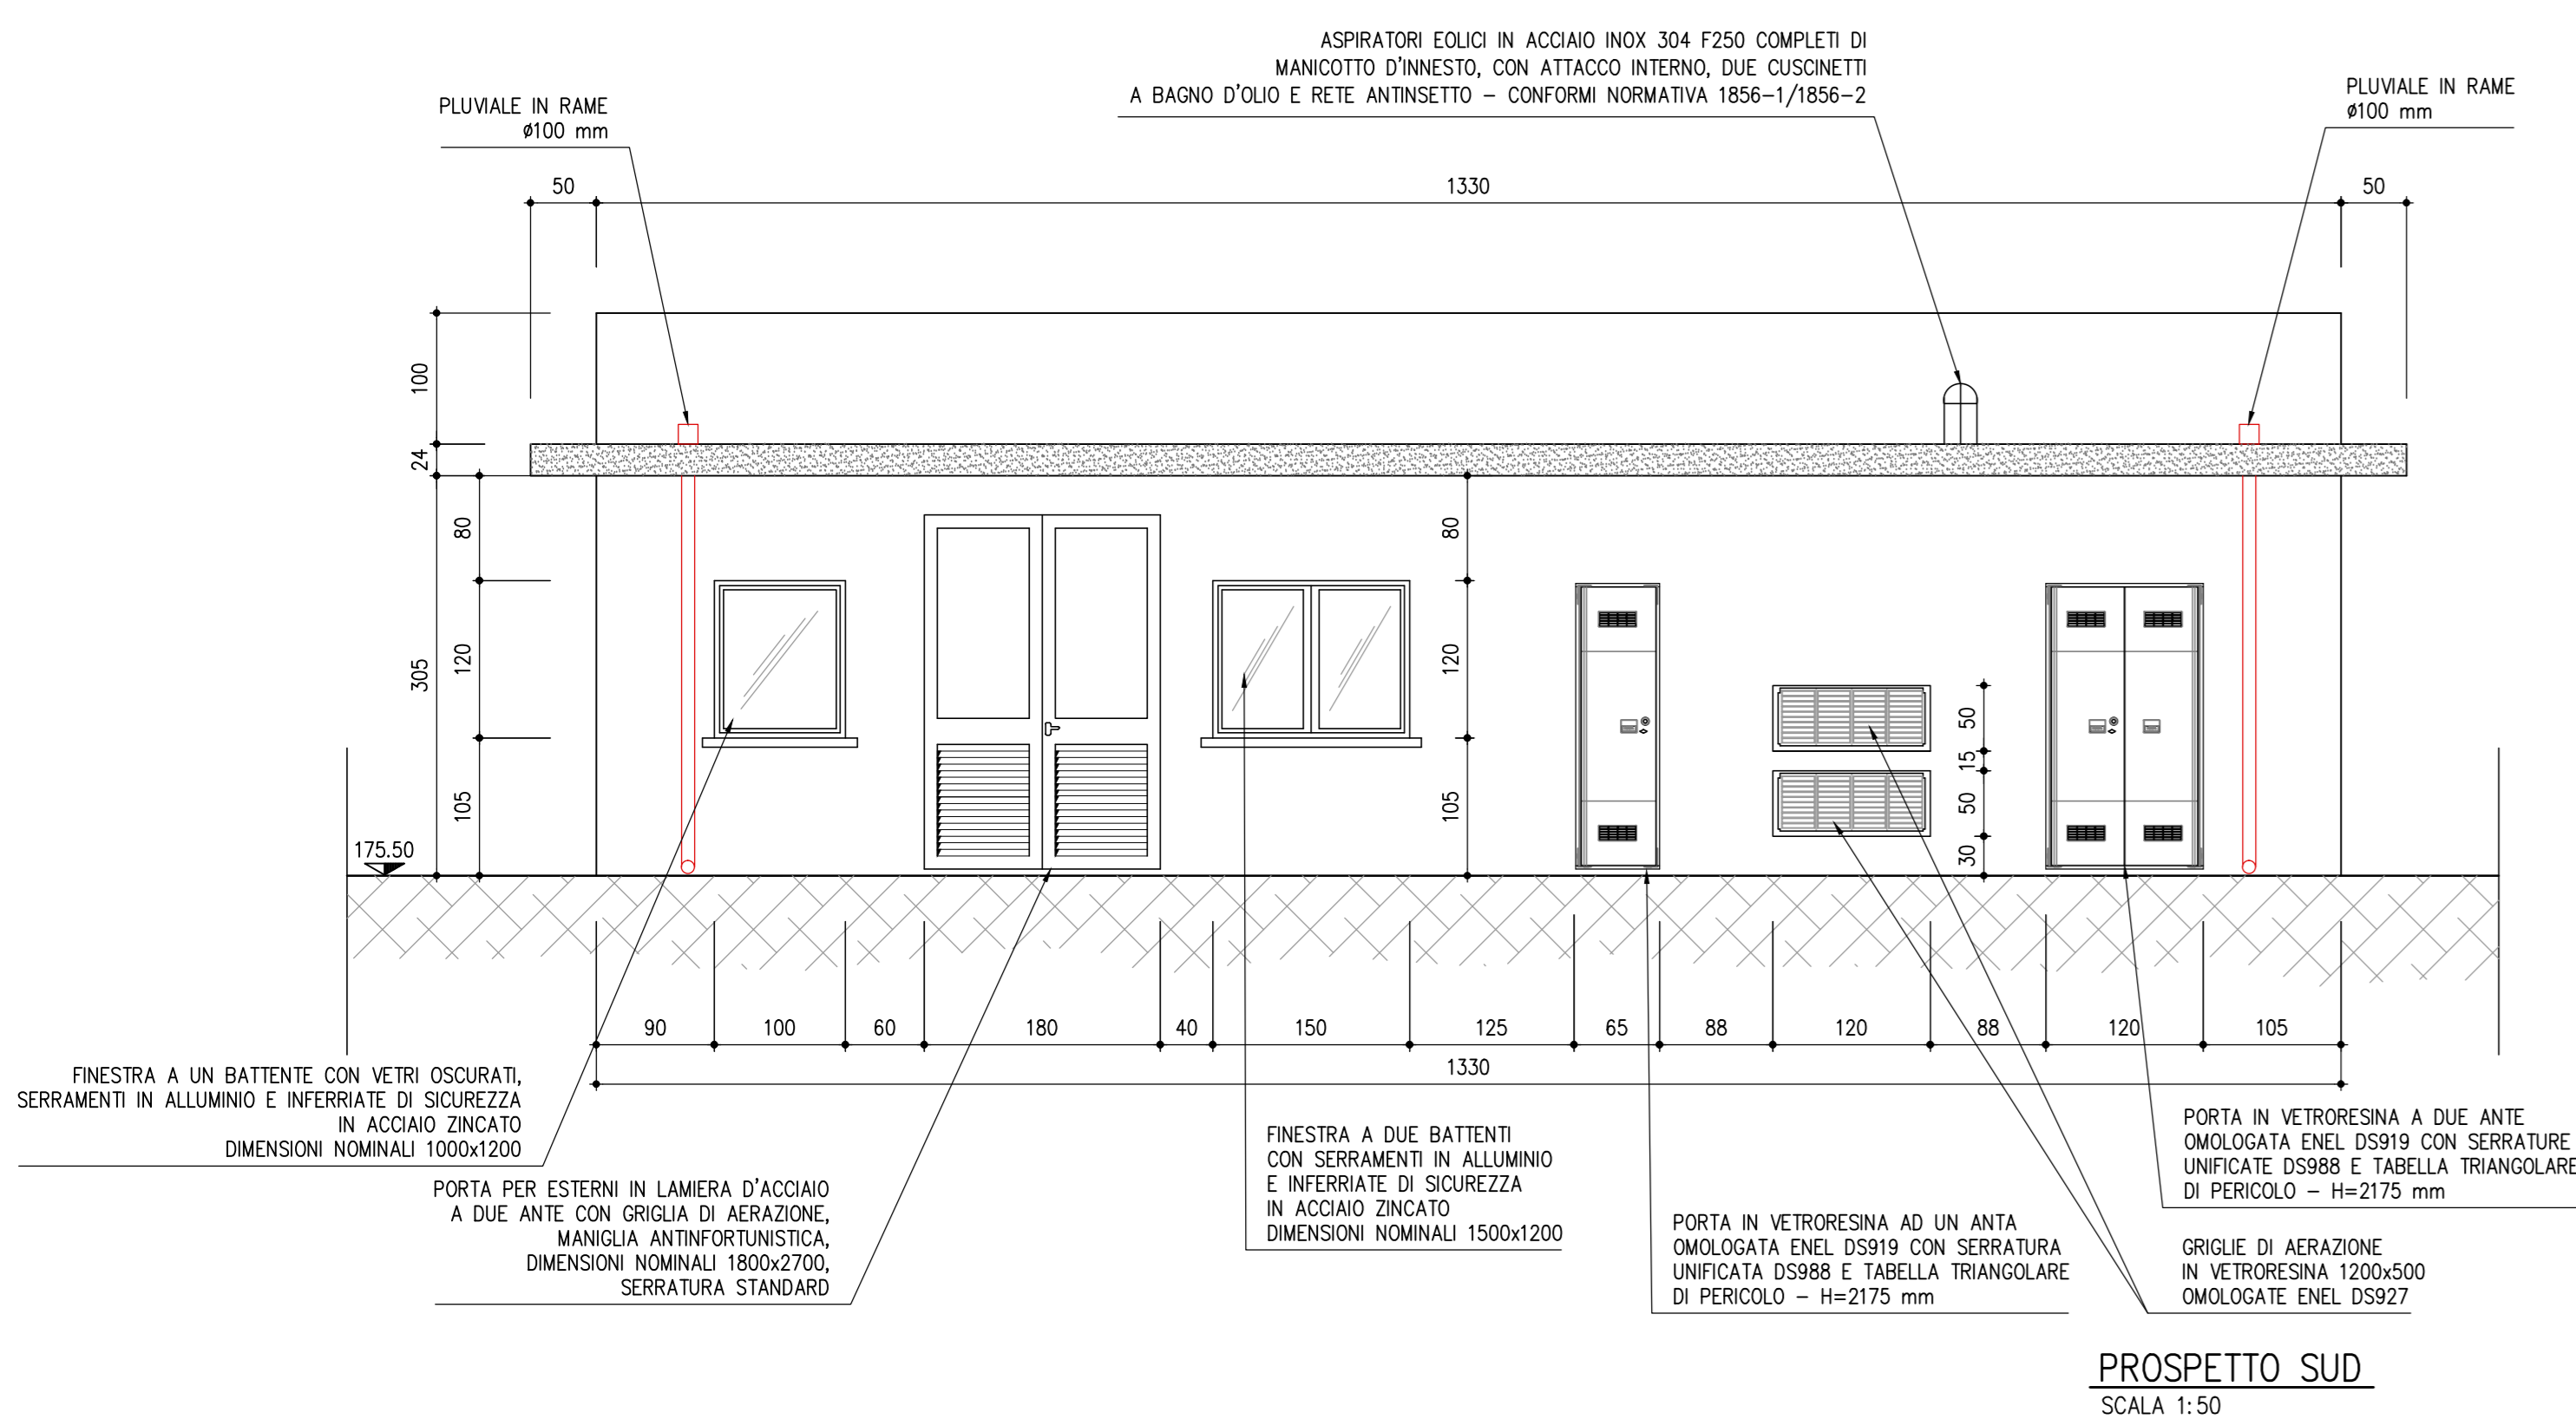 ASPIRATORI EOLICI IN ACCIAIO INOX 304 F250 COMPLETI DI
MANICOTTO D'INNESTO, CON ATTACCO INTERNO, DUE CUSCINETTI
A BAGNO D'OLIO E RETE ANTINSETTO – CONFORMI NORMATIVA 1856-1/1856-2
PLUVIALE IN RAME
ø100 mm
PLUVIALE IN RAME
ø100 mm
50
1330
50
100
24
305
80
120
105
80
120
105
50
15
50
30
175.50
90
100
60
180
40
150
125
65
88
120
88
120
105
1330
FINESTRA A UN BATTENTE CON VETRI OSCURATI,
SERRAMENTI IN ALLUMINIO E INFERRIATE DI SICUREZZA
IN ACCIAIO ZINCATO
DIMENSIONI NOMINALI 1000x1200
PORTA PER ESTERNI IN LAMIERA D'ACCIAIO
A DUE ANTE CON GRIGLIA DI AERAZIONE,
MANIGLIA ANTINFORTUNISTICA,
DIMENSIONI NOMINALI 1800x2700,
SERRATURA STANDARD
FINESTRA A DUE BATTENTI
CON SERRAMENTI IN ALLUMINIO
E INFERRIATE DI SICUREZZA
IN ACCIAIO ZINCATO
DIMENSIONI NOMINALI 1500x1200
PORTA IN VETRORESINA AD UN ANTA
OMOLOGATA ENEL DS919 CON SERRATURA
UNIFICATA DS988 E TABELLA TRIANGOLARE
DI PERICOLO – H=2175 mm
PORTA IN VETRORESINA A DUE ANTE
OMOLOGATA ENEL DS919 CON SERRATURE
UNIFICATE DS988 E TABELLA TRIANGOLARE
DI PERICOLO – H=2175 mm
GRIGLIE DI AERAZIONE
IN VETRORESINA 1200x500
OMOLOGATE ENEL DS927
PROSPETTO SUD
SCALA 1:50